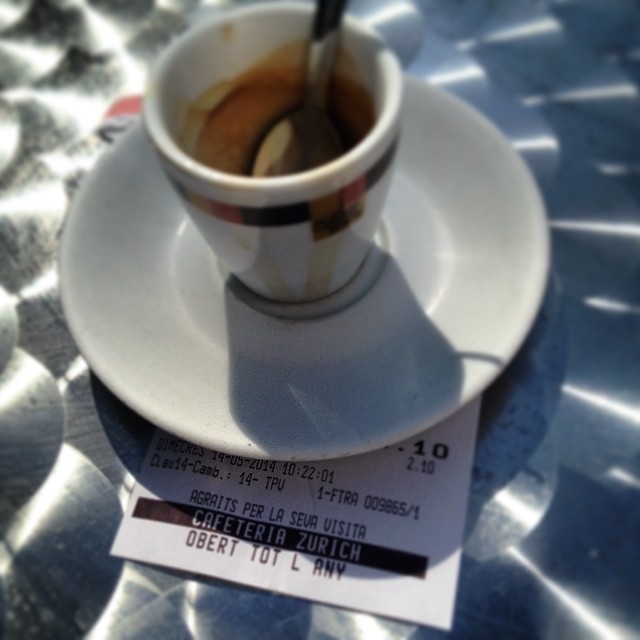 .10
2.10
DIMECRES 14-05-2014 10:22:01
Clau14-Camb.: 14- TPV
1-FTRA 009865/1
AGRAITS PER LA SEVA VISITA
CAFETERIA ZURICH
OBERT TOT L ANY